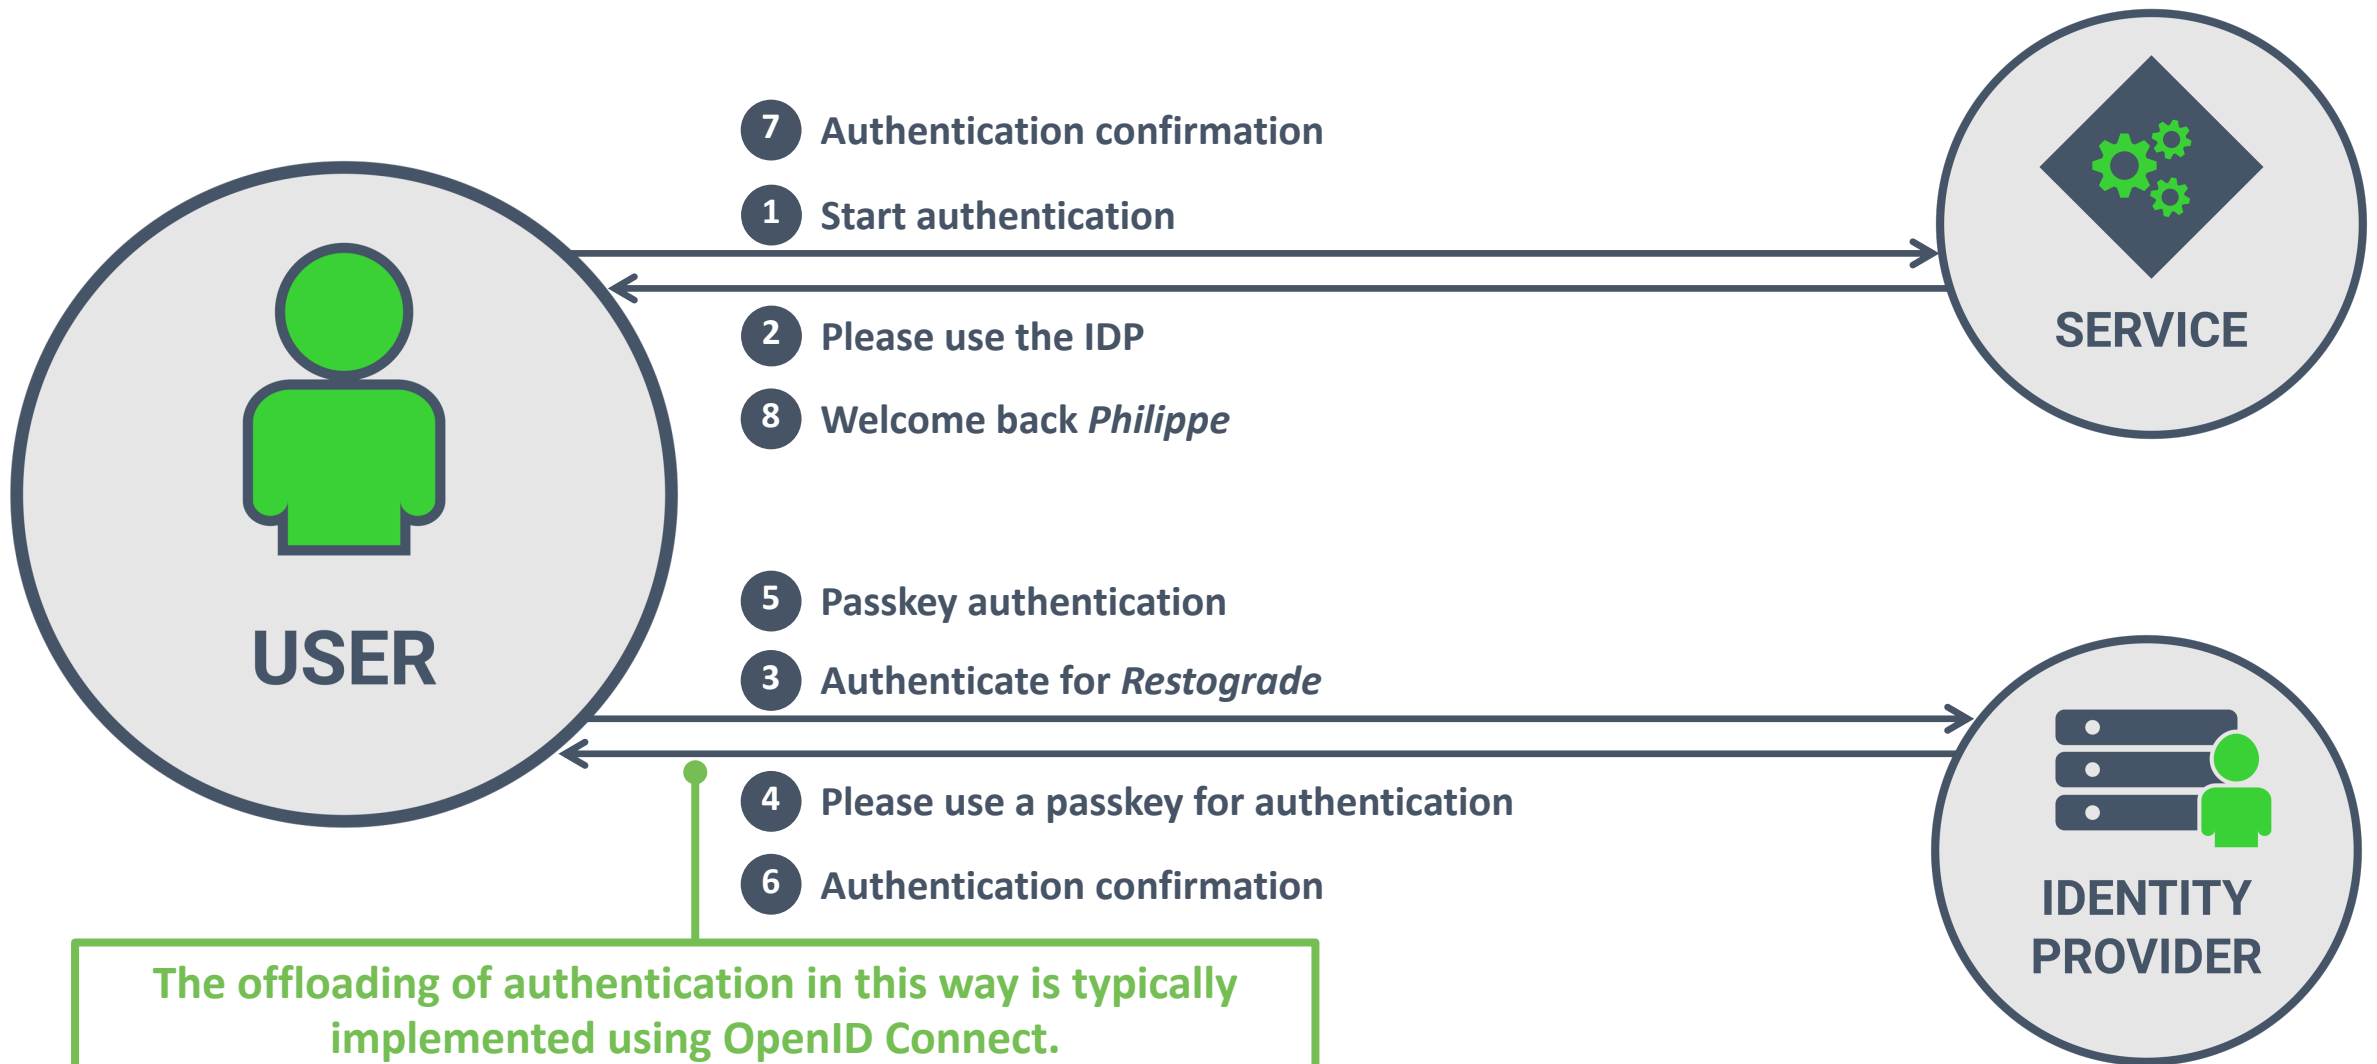 7 Authentication confirmation
1 Start authentication
2 Please use the IDP
8 Welcome back Philippe
SERVICE
USER
5 Passkey authentication
3 Authenticate for Restograde
4 Please use a passkey for authentication
6 Authentication confirmation
IDENTITY
PROVIDER
The offloading of authentication in this way is typically
implemented using OpenID Connect.